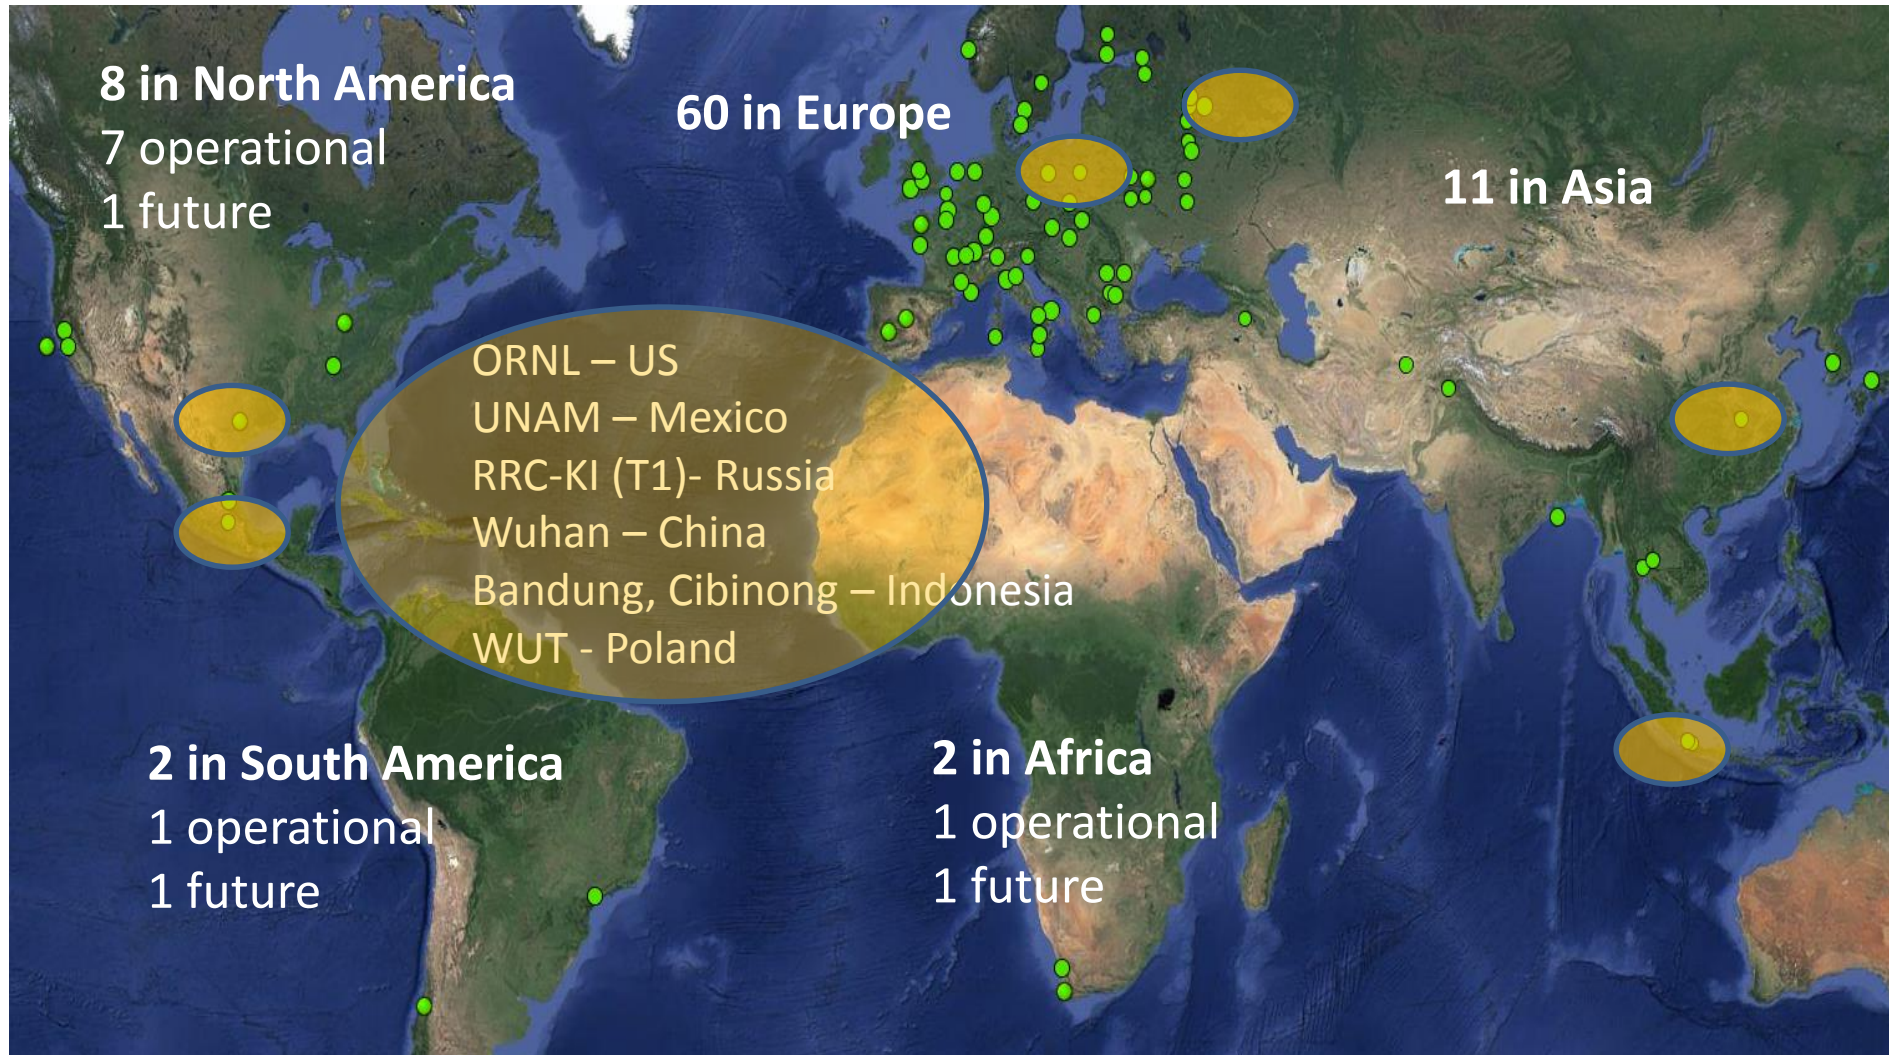 8 in North America
7 operational
1 future
60 in Europe
11 in Asia
ORNL – US
UNAM – Mexico
RRC-KI (T1)- Russia
Wuhan – China
Bandung, Cibinong – Indonesia
WUT - Poland
2 in South America
1 operational
1 future
2 in Africa
1 operational
1 future